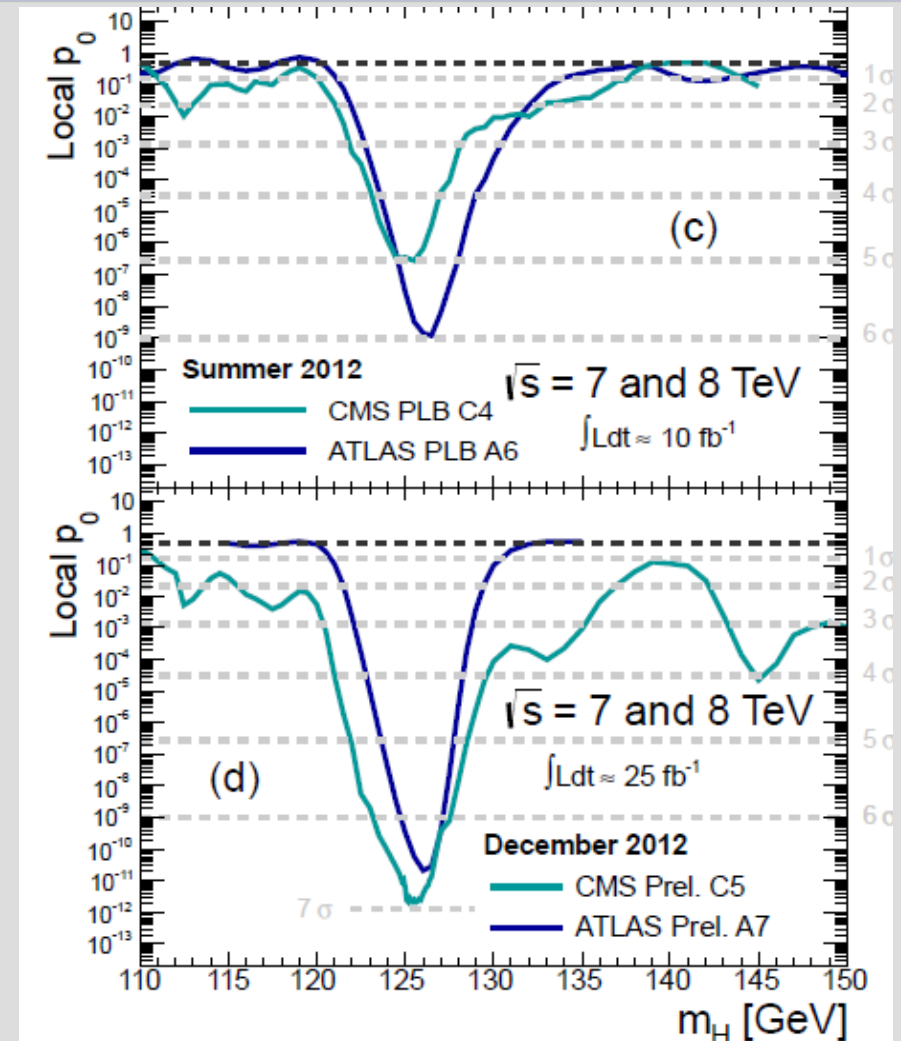 10
1
10⁻¹
10⁻²
10⁻³
10⁻⁴
10⁻⁵
10⁻⁶
10⁻⁷
10⁻⁸
10⁻⁹
10⁻¹⁰
10⁻¹¹
10⁻¹²
10⁻¹³
Local p₀
1σ
2σ
3σ
4σ
5σ
6σ
(c)
Summer 2012
CMS PLB C4
ATLAS PLB A6
√s = 7 and 8 TeV
∫Ldt ≈ 10 fb⁻¹
10
1
10⁻¹
10⁻²
10⁻³
10⁻⁴
10⁻⁵
10⁻⁶
10⁻⁷
10⁻⁸
10⁻⁹
10⁻¹⁰
10⁻¹¹
10⁻¹²
10⁻¹³
Local p₀
1σ
2σ
3σ
4σ
5σ
6σ
7 σ
√s = 7 and 8 TeV
∫Ldt ≈ 25 fb⁻¹
(d)
December 2012
CMS Prel. C5
ATLAS Prel. A7
110 115 120 125 130 135 140 145 150
m_H [GeV]